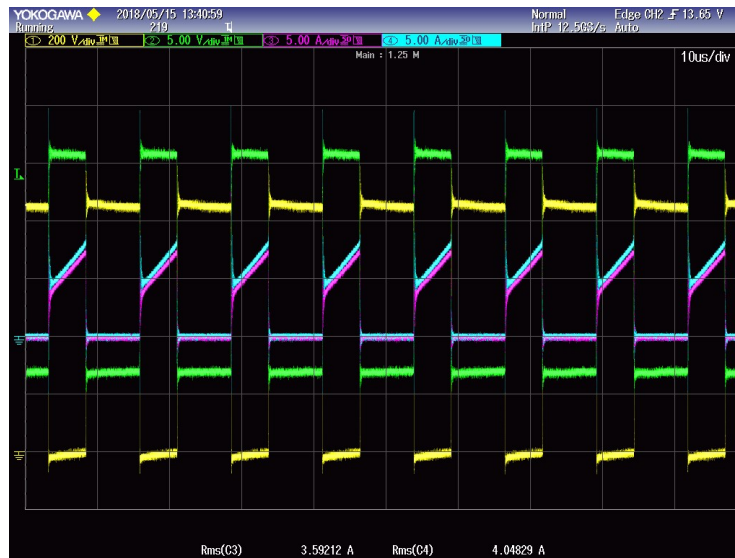 YOKOGAWA 2018/05/15 13:40:59 Normal Edge CH2 13.65 V
Running 219 IntP 12.5GS/s Auto
1 200 V/div 1M 2 5.00 V/div 1M 3 5.00 A/div 4 5.00 A/div
Main : 1.25 M
10us/div
Rms(C3) 3.59212 A Rms(C4) 4.04829 A